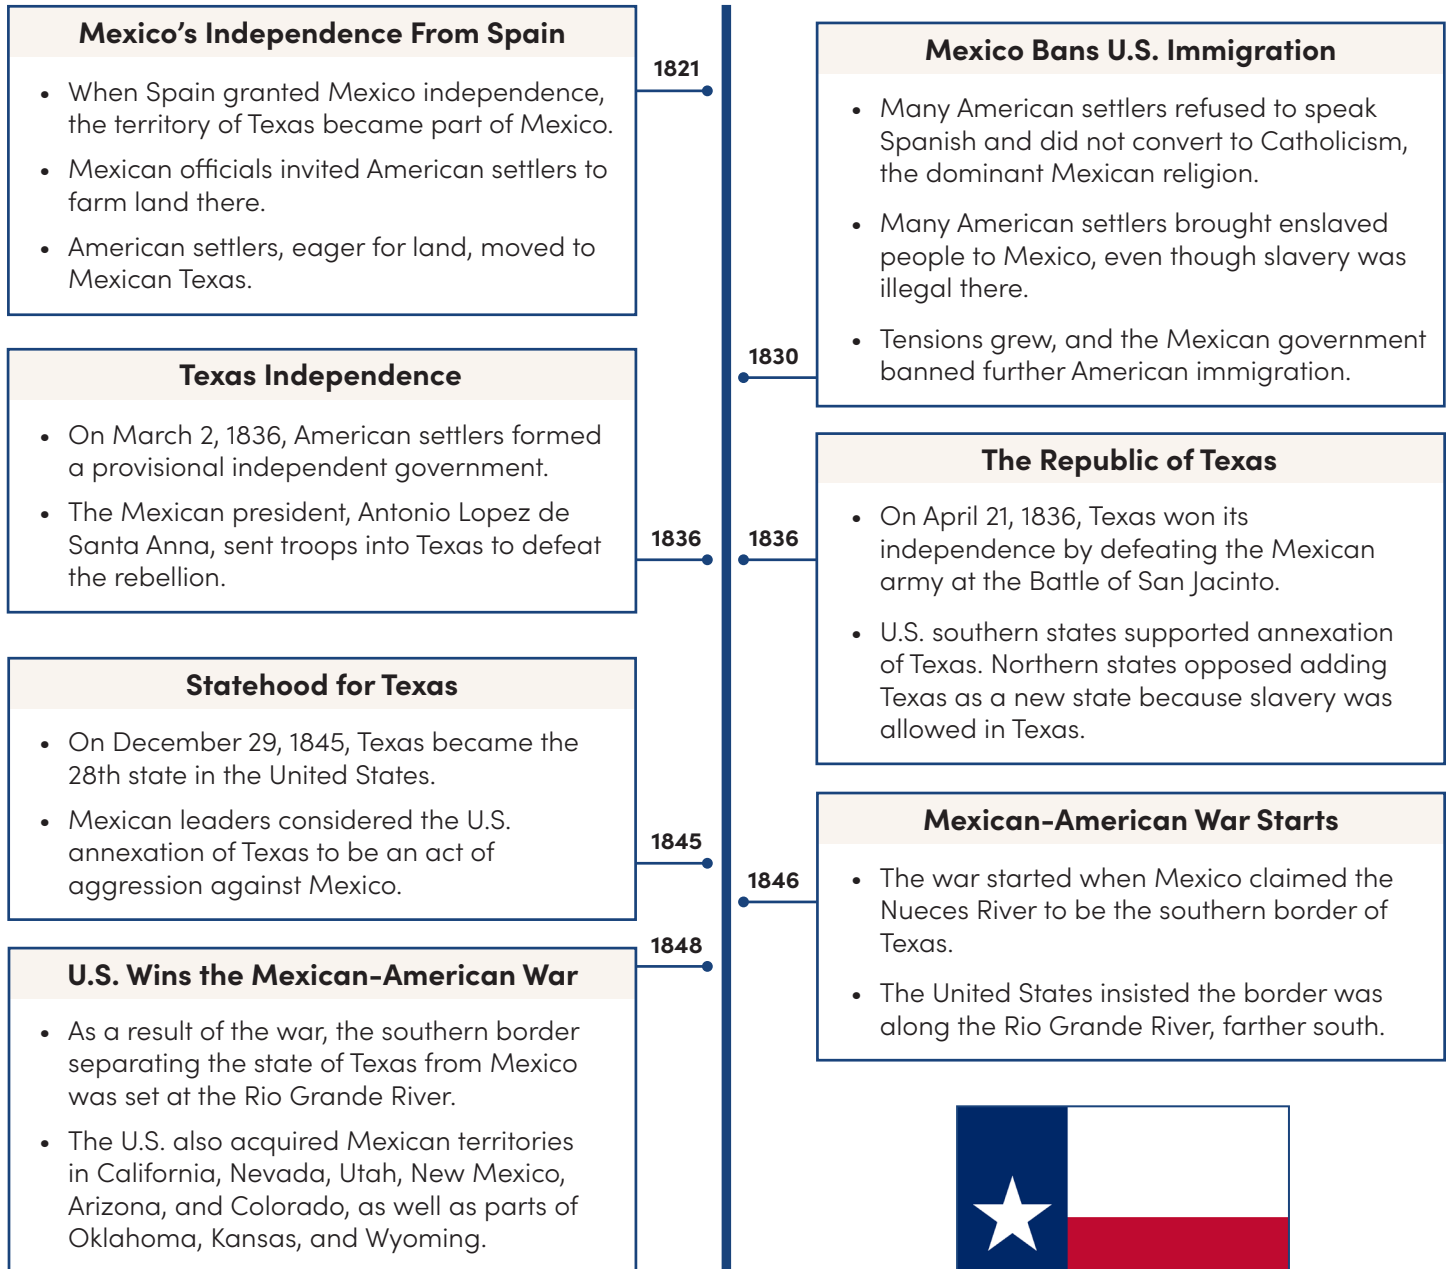 Mexico’s Independence From Spain
• When Spain granted Mexico independence,
the territory of Texas became part of Mexico.
• Mexican officials invited American settlers to
farm land there.
• American settlers, eager for land, moved to
Mexican Texas.
1821
Mexico Bans U.S. Immigration
• Many American settlers refused to speak
Spanish and did not convert to Catholicism,
the dominant Mexican religion.
• Many American settlers brought enslaved
people to Mexico, even though slavery was
illegal there.
• Tensions grew, and the Mexican government
banned further American immigration.
1830
Texas Independence
• On March 2, 1836, American settlers formed
a provisional independent government.
• The Mexican president, Antonio Lopez de
Santa Anna, sent troops into Texas to defeat
the rebellion.
1836
1836
The Republic of Texas
• On April 21, 1836, Texas won its
independence by defeating the Mexican
army at the Battle of San Jacinto.
• U.S. southern states supported annexation
of Texas. Northern states opposed adding
Texas as a new state because slavery was
allowed in Texas.
Statehood for Texas
• On December 29, 1845, Texas became the
28th state in the United States.
• Mexican leaders considered the U.S.
annexation of Texas to be an act of
aggression against Mexico.
1845
1846
Mexican-American War Starts
• The war started when Mexico claimed the
Nueces River to be the southern border of
Texas.
• The United States insisted the border was
along the Rio Grande River, farther south.
1848
U.S. Wins the Mexican-American War
• As a result of the war, the southern border
separating the state of Texas from Mexico
was set at the Rio Grande River.
• The U.S. also acquired Mexican territories
in California, Nevada, Utah, New Mexico,
Arizona, and Colorado, as well as parts of
Oklahoma, Kansas, and Wyoming.